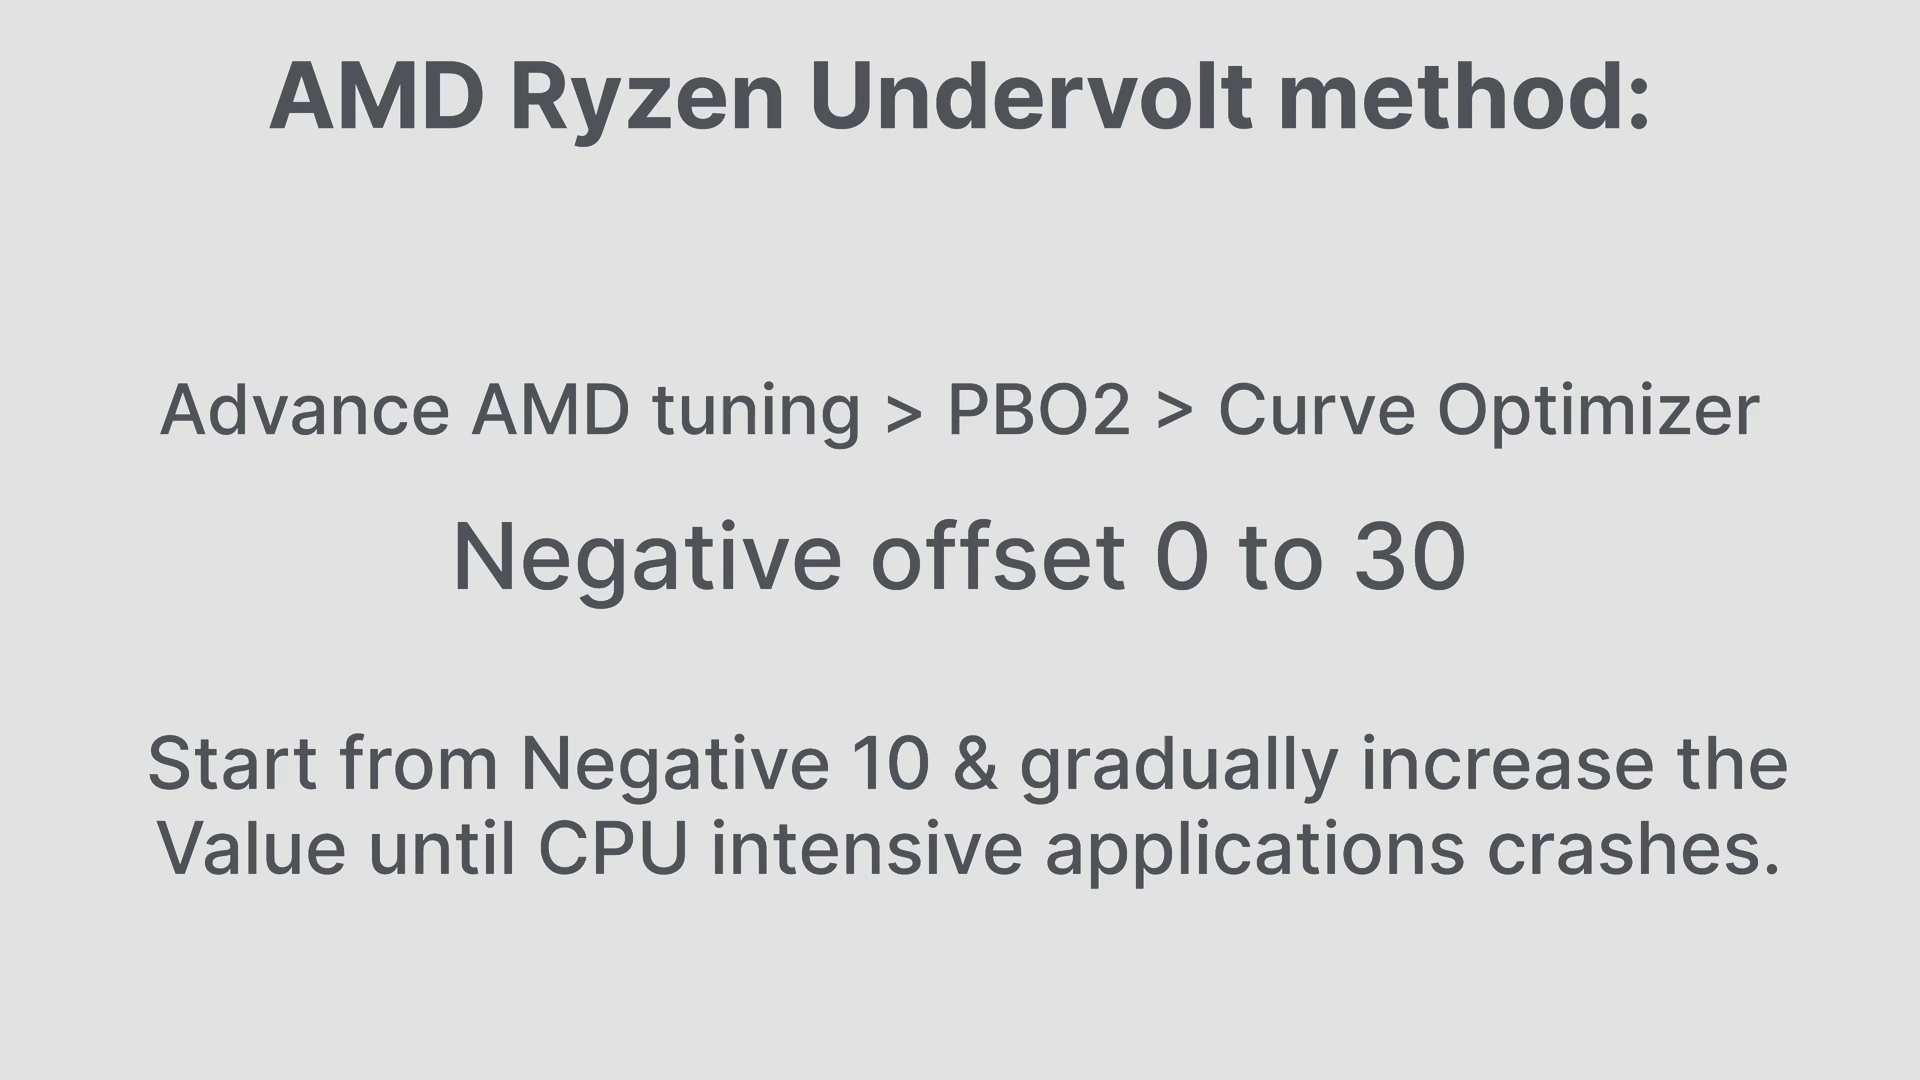 AMD Ryzen Undervolt method:
Advance AMD tuning > PBO2 > Curve Optimizer
Negative offset 0 to 30
Start from Negative 10 & gradually increase the
Value until CPU intensive applications crashes.